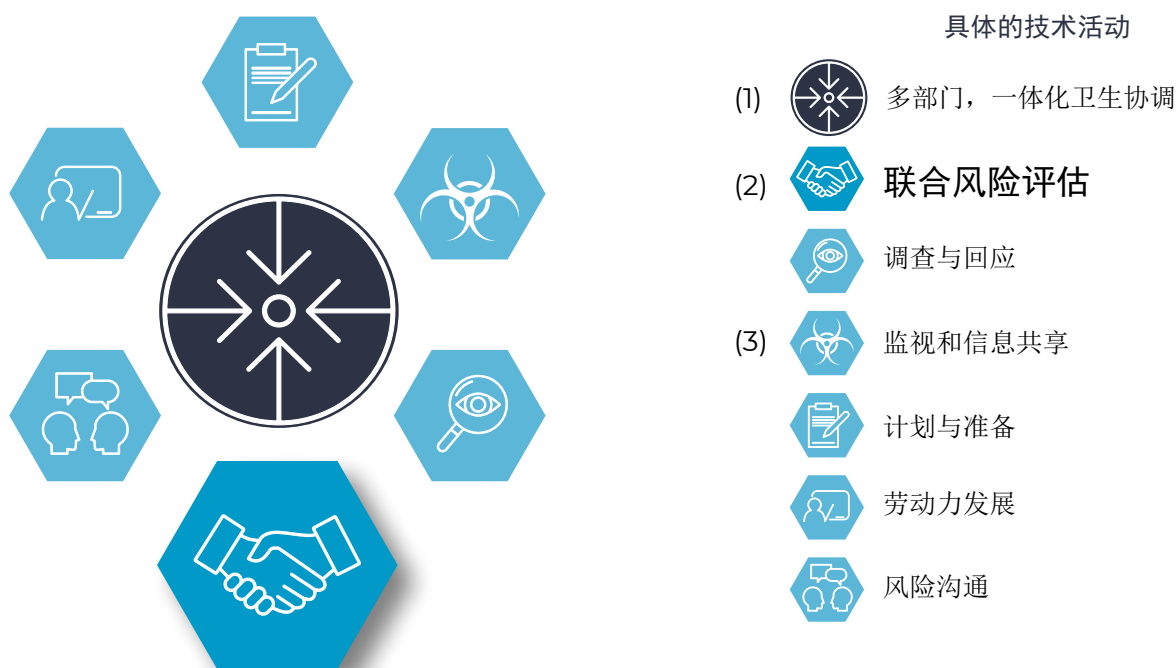 具体的技术活动
(1) 多部门，一体化卫生协调
(2) 联合风险评估
调查与回应
(3) 监视和信息共享
计划与准备
劳动力发展
风险沟通